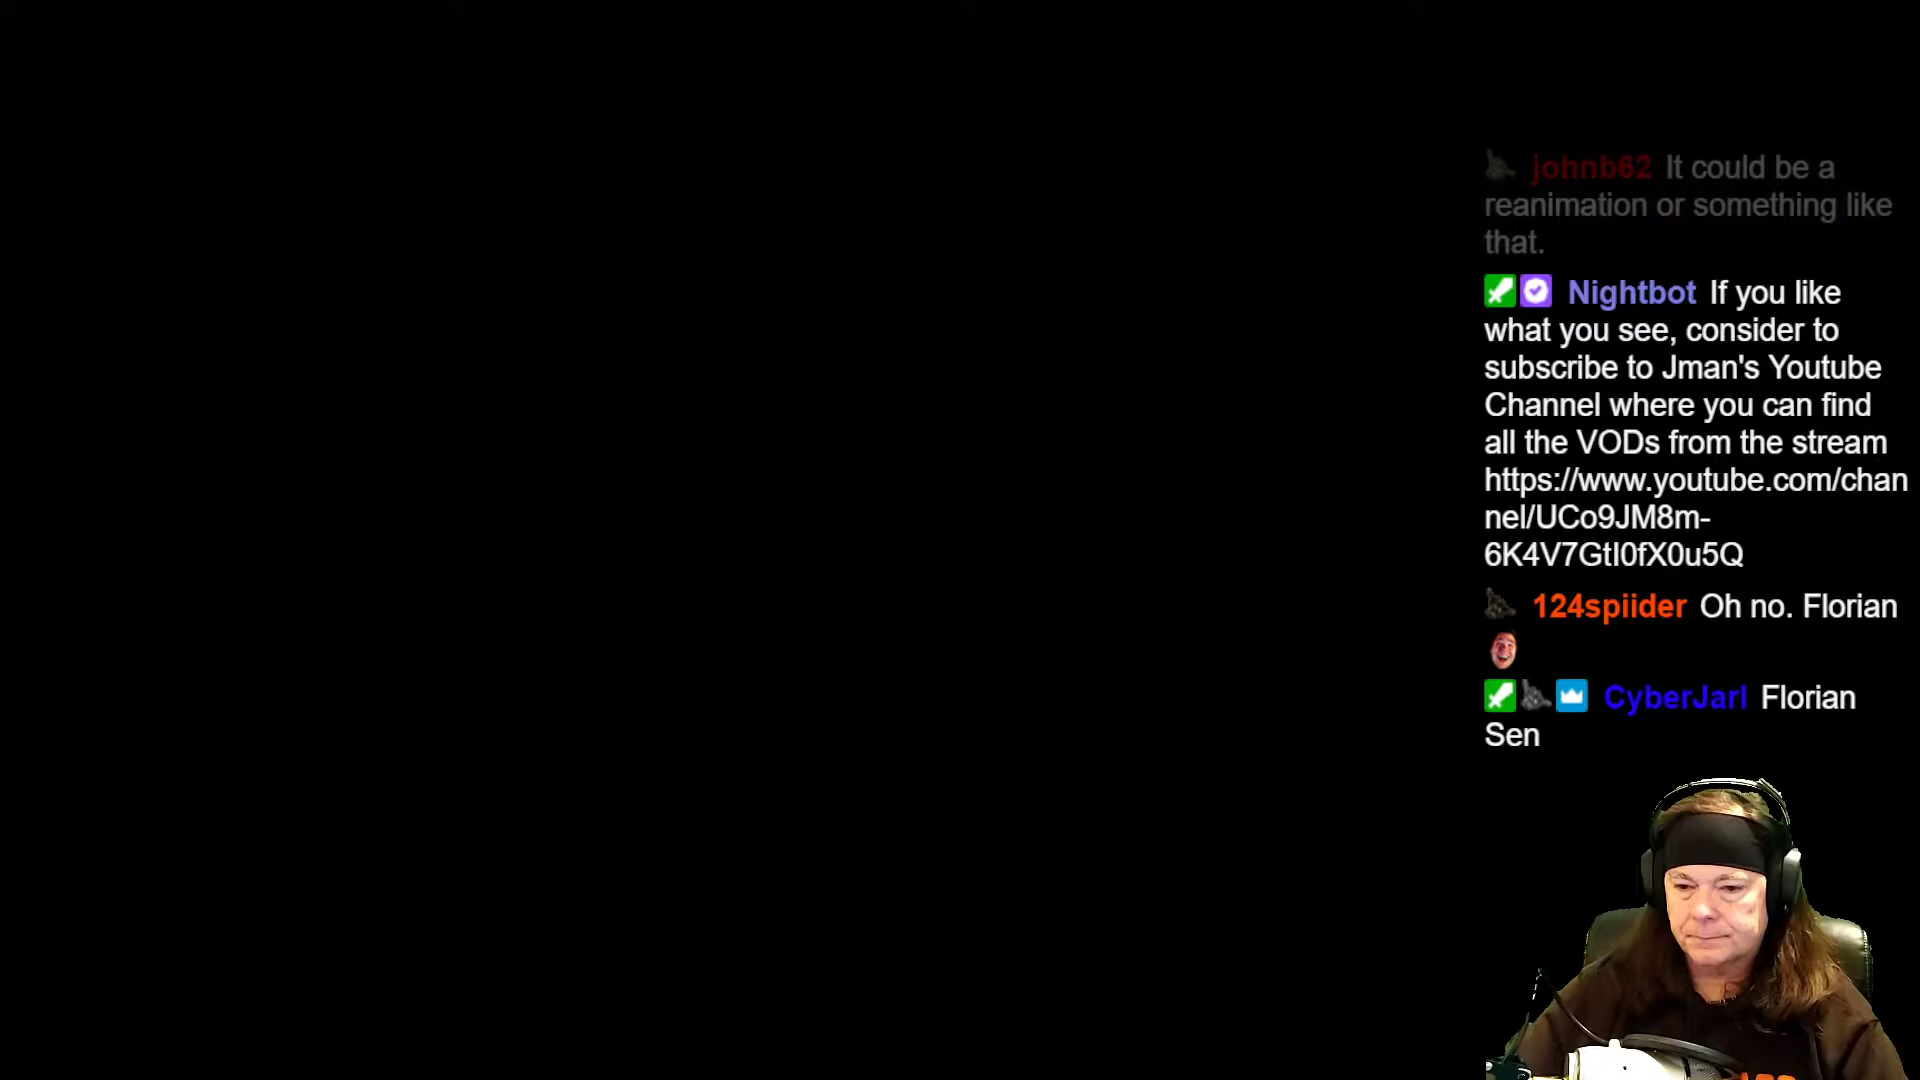 johnb62 It could be a
reanimation or something like
that.
Nightbot If you like
what you see, consider to
subscribe to Jman's Youtube
Channel where you can find
all the VODs from the stream
https://www.youtube.com/chan
nel/UCo9JM8m-
6K4V7GtI0fX0u5Q
124spiider Oh no. Florian
CyberJarl Florian
Sen